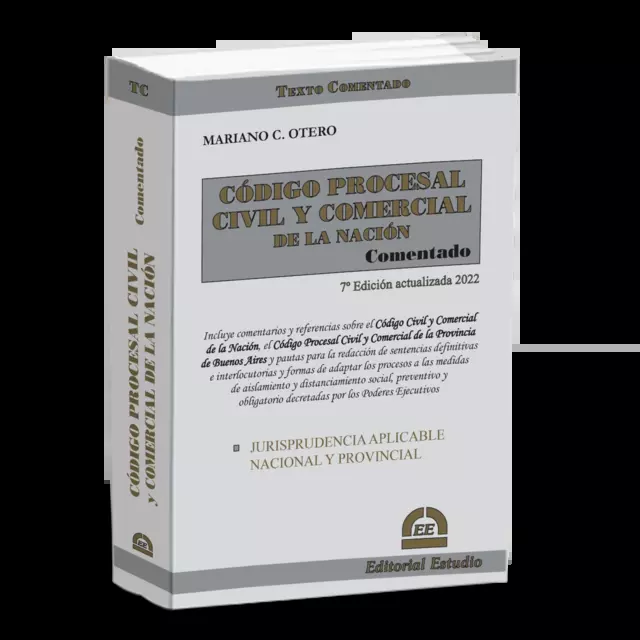 TC
Comentado
CÓDIGO PROCESAL CIVIL
y COMERCIAL DE LA NACIÓN
EE
TEXTO COMENTADO
MARIANO C. OTERO
CÓDIGO PROCESAL
CIVIL Y COMERCIAL
DE LA NACIÓN
Comentado
7º Edición actualizada 2022
Incluye comentarios y referencias sobre el Código Civil y Comercial
de la Nación, el Código Procesal Civil y Comercial de la Provincia
de Buenos Aires y pautas para la redacción de sentencias definitivas
e interlocutorias y formas de adaptar los procesos a las medidas
de aislamiento y distanciamiento social, preventivo y
obligatorio decretadas por los Poderes Ejecutivos
JURISPRUDENCIA APLICABLE
NACIONAL Y PROVINCIAL
EE
Editorial Estudio